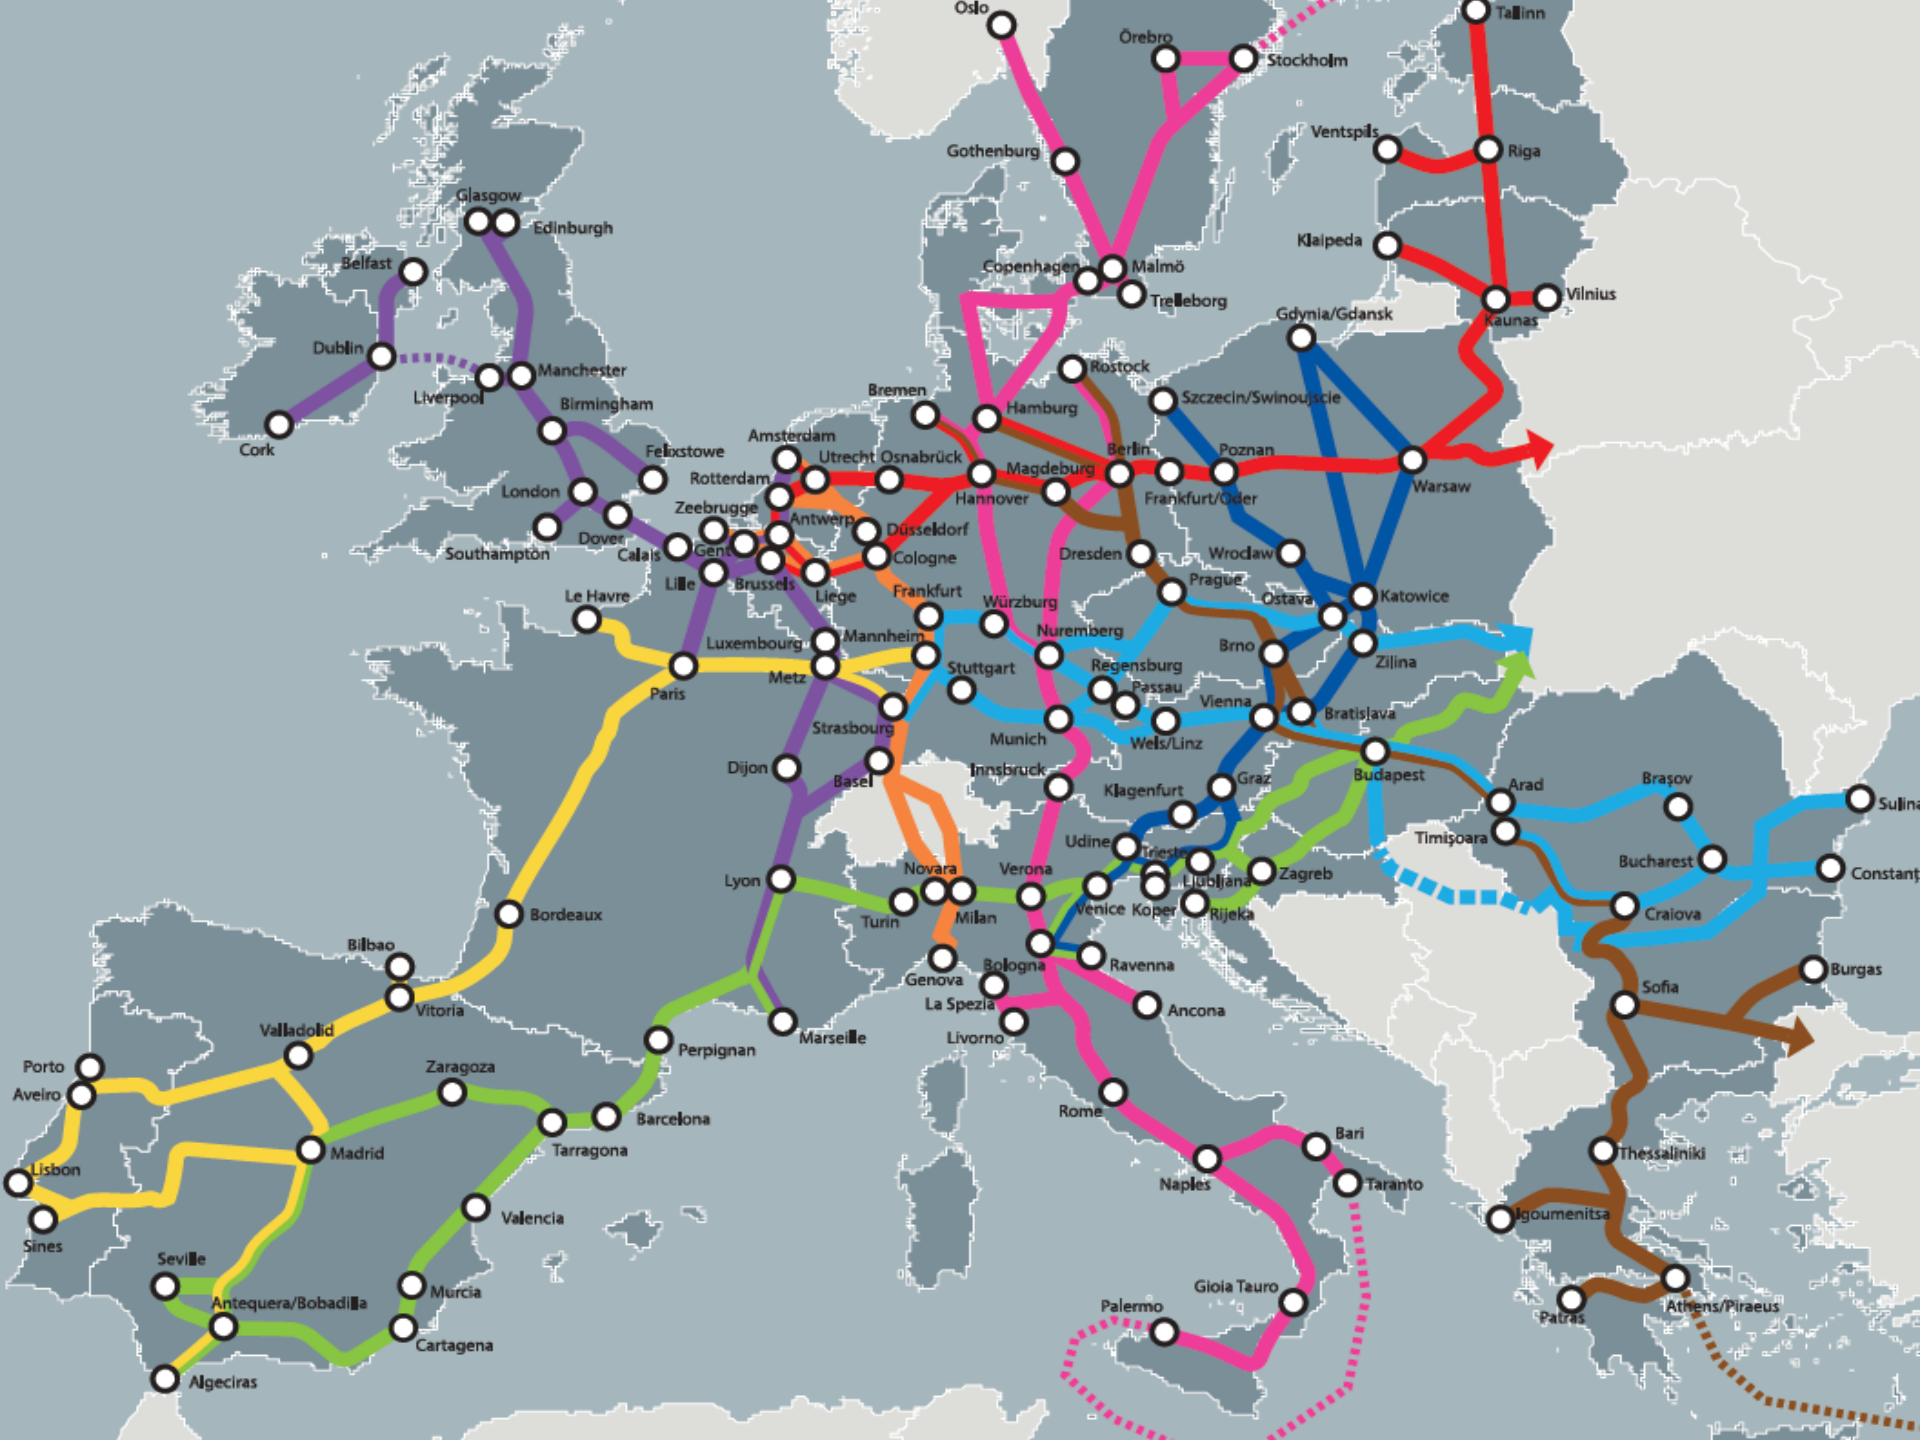 Oslo
Örebro
Stockholm
Tallinn
Ventspils
Riga
Gothenburg
Glasgow
Edinburgh
Klaipeda
Belfast
Copenhagen
Malmö
Trelleborg
Vilnius
Gdynia/Gdansk
Kaunas
Dublin
Manchester
Liverpool
Rostock
Bremen
Szczecin/Swinoujscie
Birmingham
Hamburg
Cork
Felixstowe
Amsterdam
Utrecht
Osnabrück
Berlin
Poznan
Rotterdam
Magdeburg
Warsaw
London
Hannover
Frankfurt/Oder
Zeebrugge
Antwerp
Düsseldorf
Southampton
Dover
Calais
Gent
Cologne
Dresden
Wroclaw
Lille
Brussels
Liege
Frankfurt
Prague
Le Havre
Würzburg
Ostava
Katowice
Luxembourg
Mannheim
Nuremberg
Brno
Zilina
Metz
Stuttgart
Regensburg
Passau
Paris
Vienna
Bratislava
Strasbourg
Munich
Wels/Linz
Dijon
Basel
Innsbruck
Graz
Budapest
Klagenfurt
Arad
Braşov
Sulina
Timişoara
Udine
Trieste
Bucharest
Lyon
Novara
Verona
Ljubljana
Zagreb
Constanț
Turin
Milan
Venice
Koper
Rijeka
Craiova
Bordeaux
Bilbao
Genova
Bologna
Ravenna
Burgas
Vitoria
La Spezia
Sofia
Ancona
Valladolid
Marseille
Livorno
Perpignan
Porto
Zaragoza
Aveiro
Rome
Barcelona
Bari
Madrid
Tarragona
Thessaliniki
Lisbon
Naples
Taranto
Valencia
Igoumenitsa
Sines
Seville
Murcia
Gioia Tauro
Antequera/Bobadilla
Palermo
Athens/Piraeus
Patras
Cartagena
Algeciras